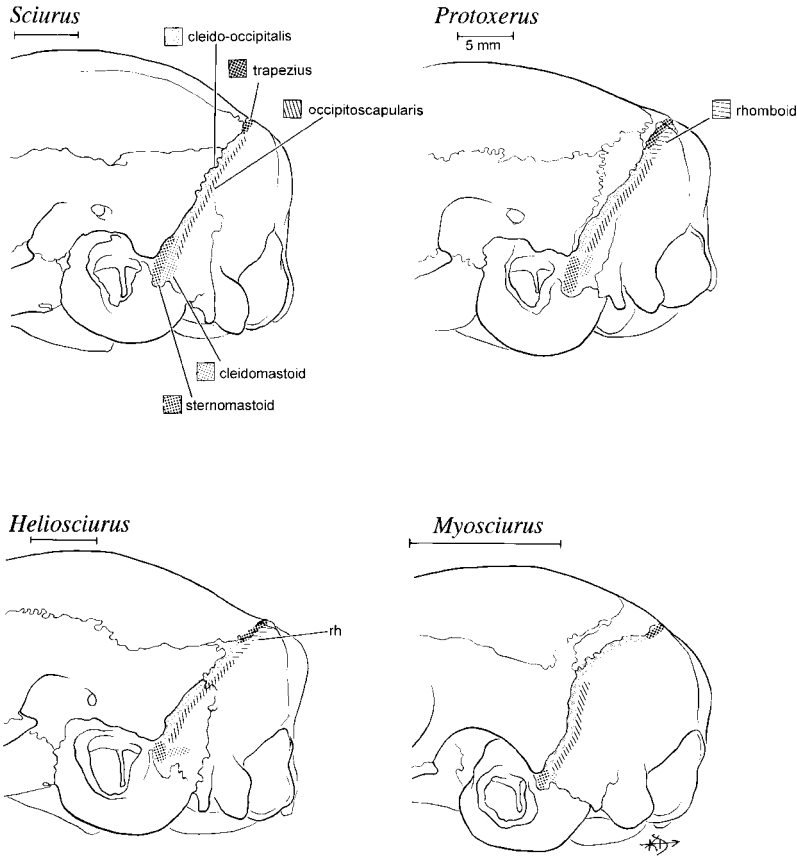 Sciurus
cleido-occipitalis
trapezius
occipitoscapularis
cleidomastoid
sternomastoid
Protoxerus
5 mm
rhomboid
Heliosciurus
rh
Myosciurus